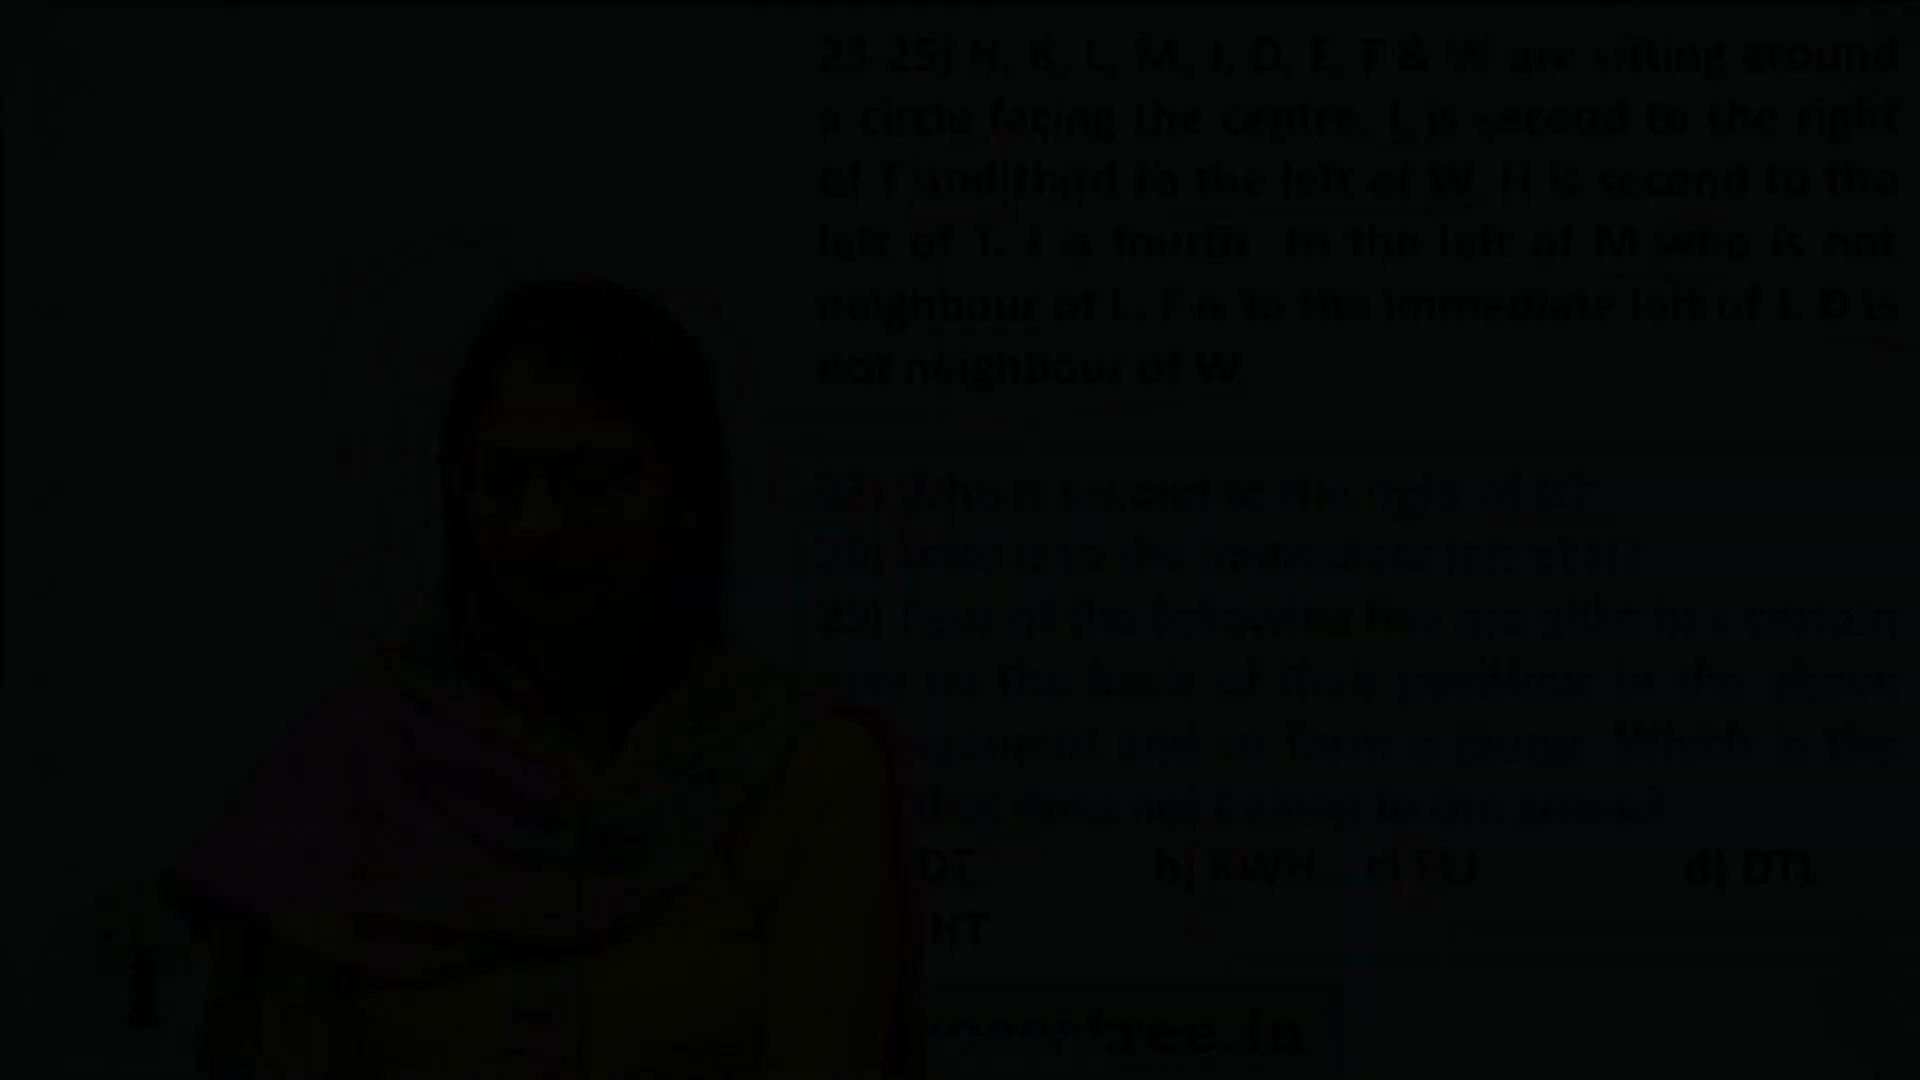 23-25) H, K, L, M, J, D, F, T & W are sitting around
a circle facing the centre. L is second to the right
of T and third to the left of W. H is second to the
left of T. J is fourth to the left of M who is not
neighbour of L. F is to the immediate left of J. D is
not neighbour of W.
23) Who is second to the right of
24) Who is to the immediate left of
25) Four of the following five are alike in a certain
on the basis of their positions in the above
and so form a group. Which is the
that does not belong to the group?
DT b) KWH c) FLJ d) DTL
HT